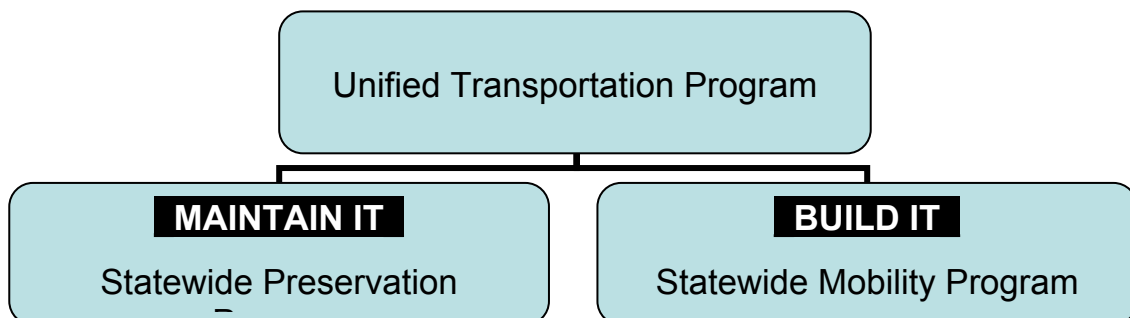 Unified Transportation Program
MAINTAIN IT
Statewide Preservation
BUILD IT
Statewide Mobility Program